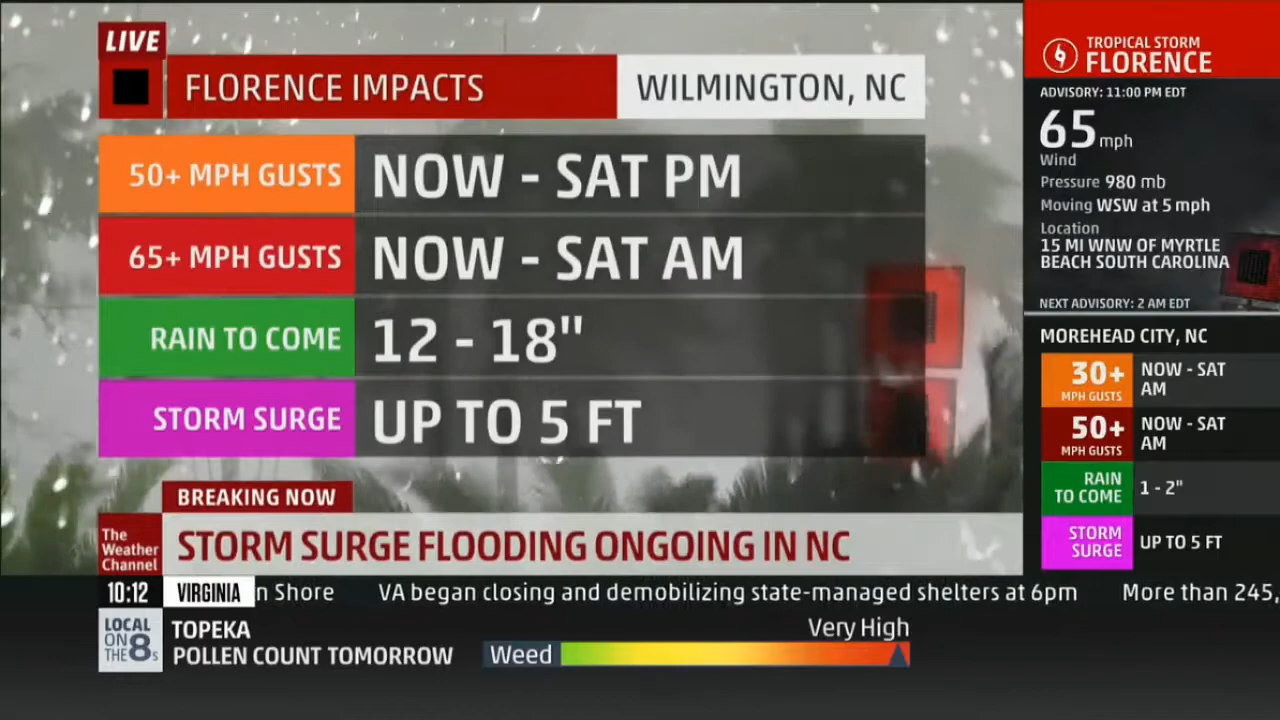 LIVE
FLORENCE IMPACTS
WILMINGTON, NC
50+ MPH GUSTS NOW - SAT PM
65+ MPH GUSTS NOW - SAT AM
RAIN TO COME 12 - 18"
STORM SURGE UP TO 5 FT
BREAKING NOW
The
Weather
Channel
STORM SURGE FLOODING ONGOING IN NC
10:12 VIRGINIA n Shore VA began closing and demobilizing state-managed shelters at 6pm More than 245,
LOCAL
ON
THE 8s
TOPEKA
POLLEN COUNT TOMORROW
Very High
Weed
TROPICAL STORM
FLORENCE
ADVISORY: 11:00 PM EDT
65 mph
Wind
Pressure 980 mb
Moving WSW at 5 mph
Location
15 MI WNW OF MYRTLE
BEACH SOUTH CAROLINA
NEXT ADVISORY: 2 AM EDT
MOREHEAD CITY, NC
30+
MPH GUSTS
NOW - SAT
AM
50+
MPH GUSTS
NOW - SAT
AM
RAIN
TO COME
1 - 2"
STORM
SURGE
UP TO 5 FT